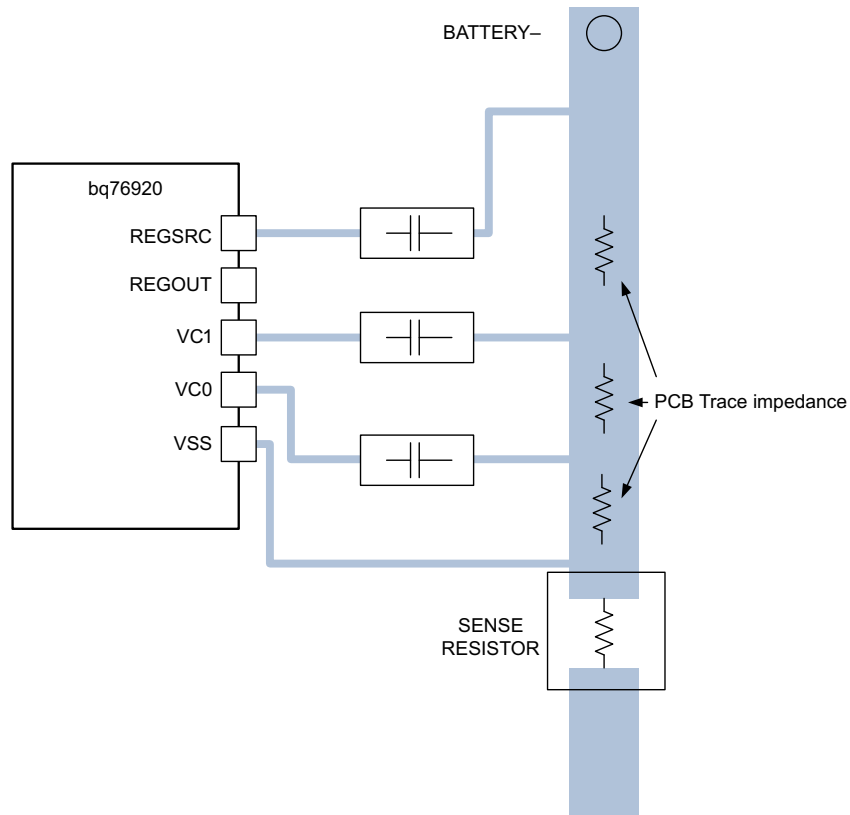 BATTERY–
bq76920
REGSRC
REGOUT
VC1
VC0
VSS
PCB Trace impedance
SENSE
RESISTOR